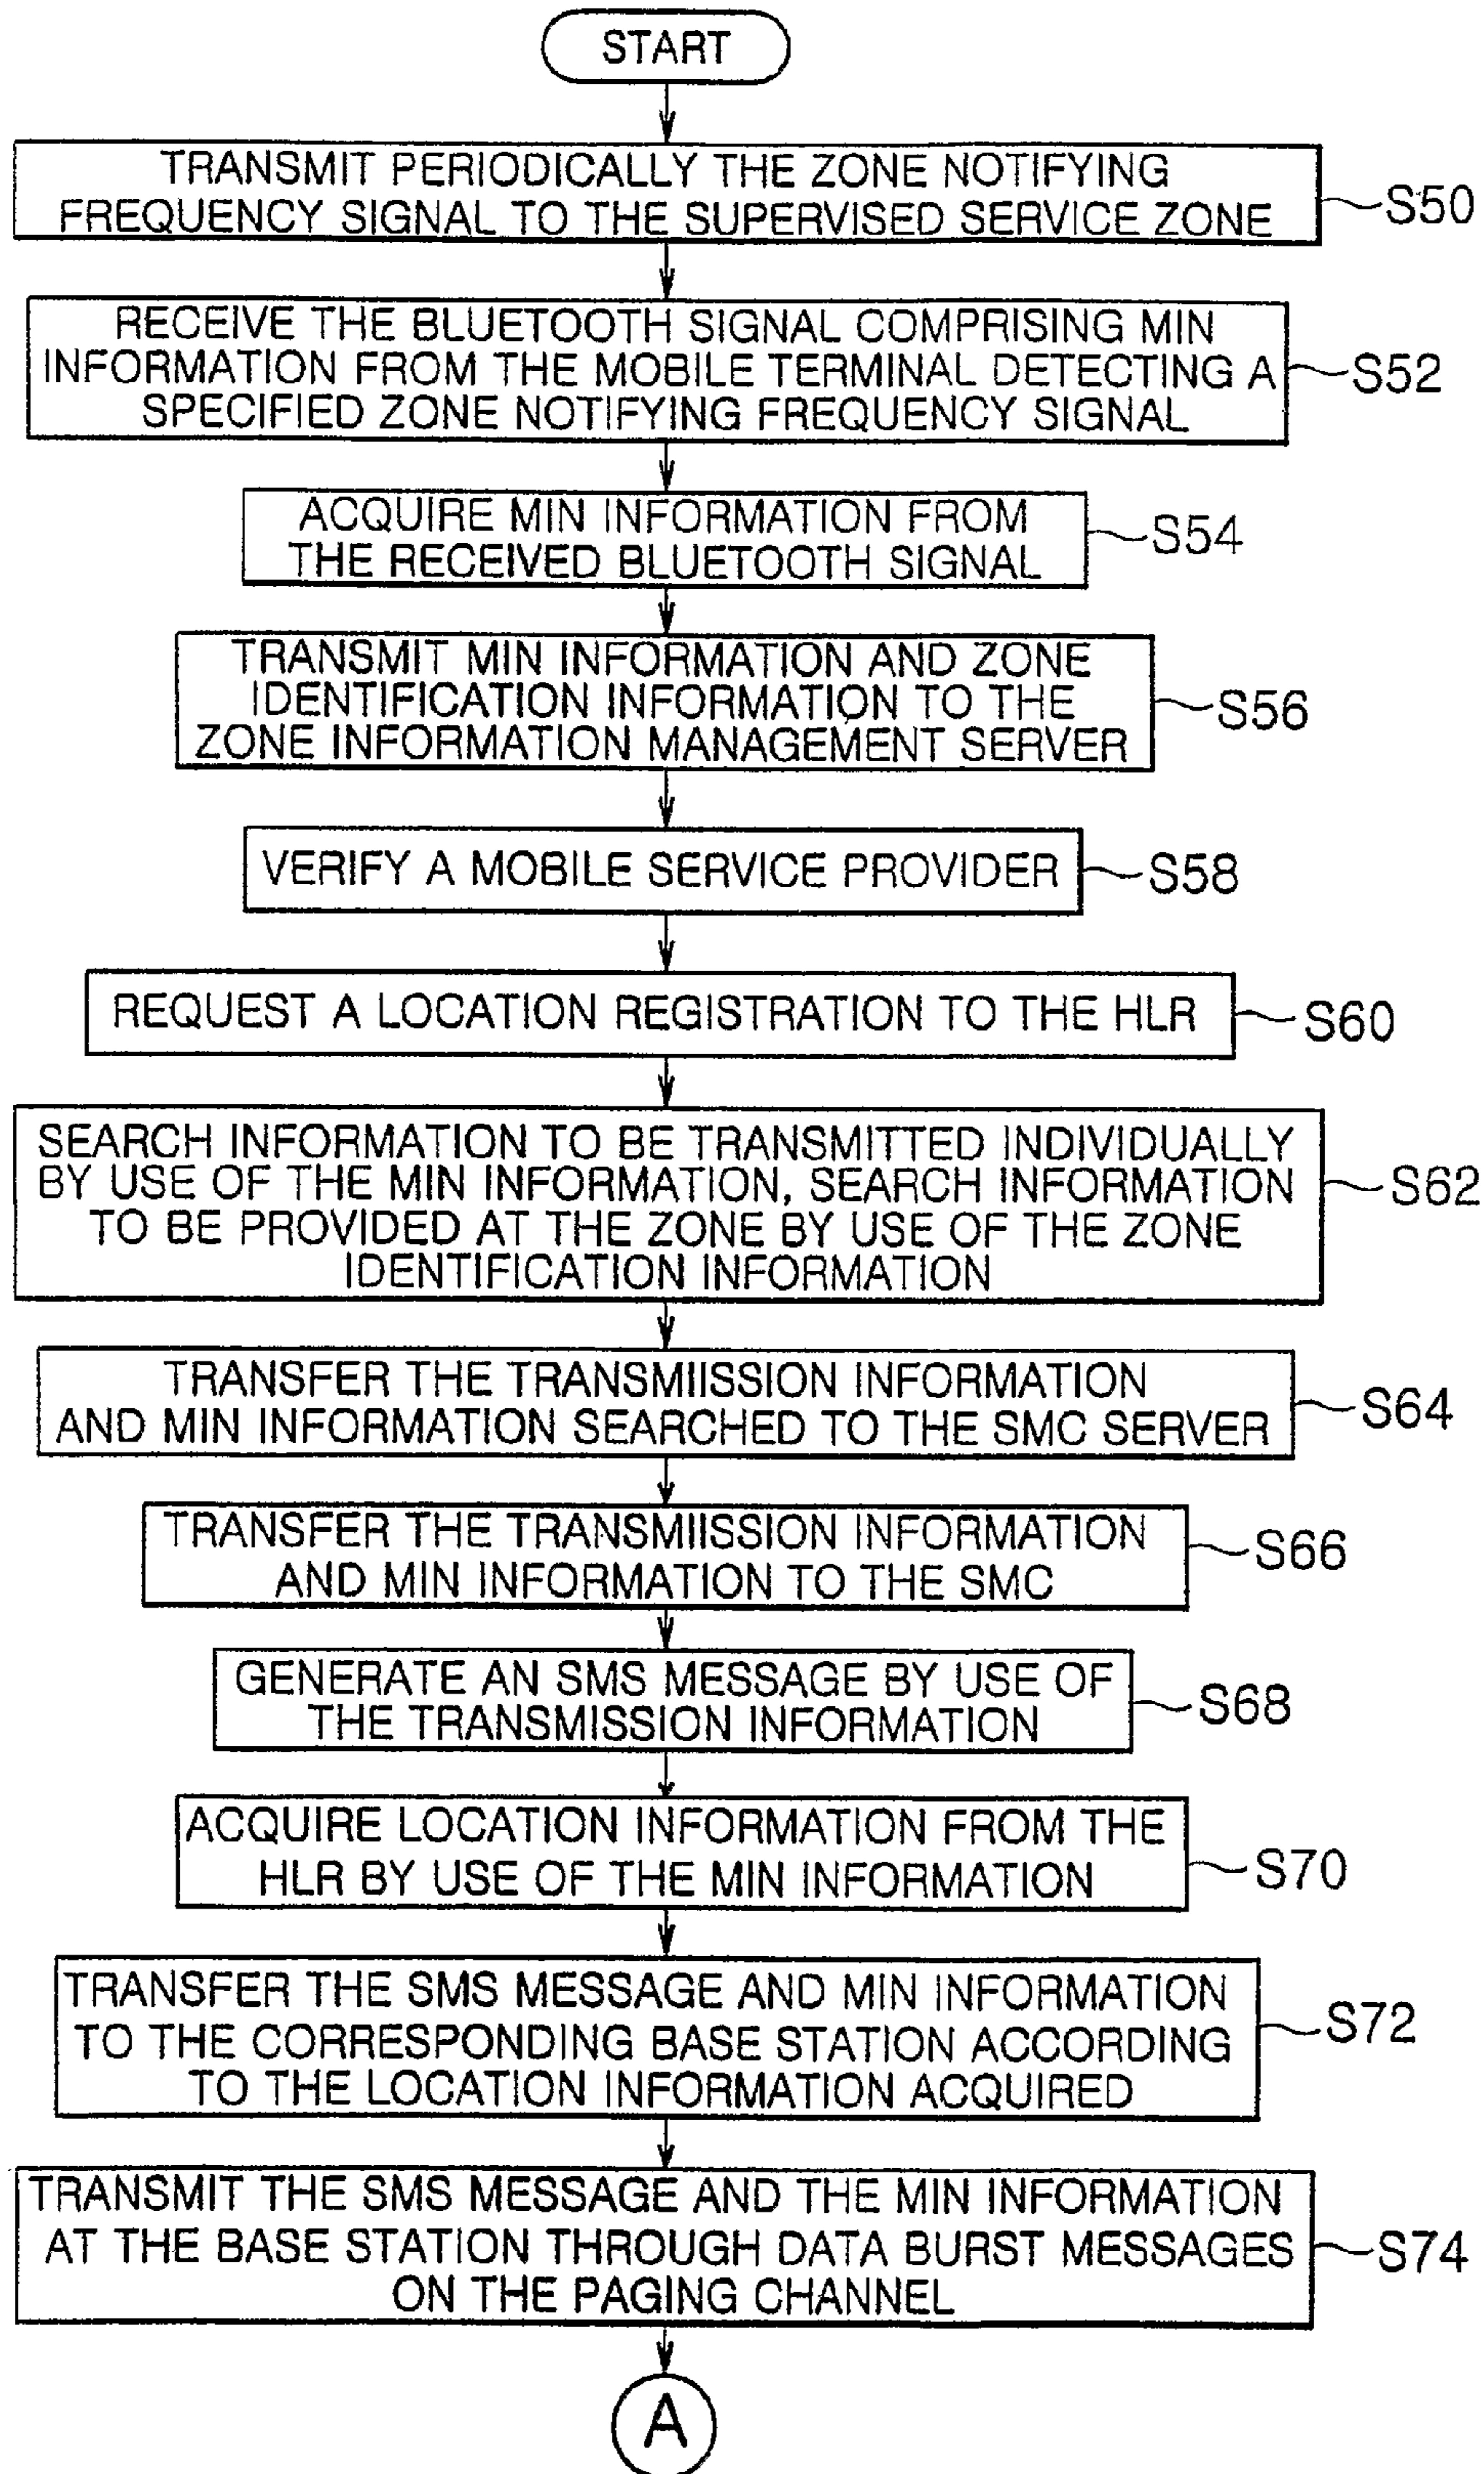 START
TRANSMIT PERIODICALLY THE ZONE NOTIFYING
FREQUENCY SIGNAL TO THE SUPERVISED SERVICE ZONE
S50
RECEIVE THE BLUETOOTH SIGNAL COMPRISING MIN
INFORMATION FROM THE MOBILE TERMINAL DETECTING A
SPECIFIED ZONE NOTIFYING FREQUENCY SIGNAL
S52
ACQUIRE MIN INFORMATION FROM
THE RECEIVED BLUETOOTH SIGNAL
S54
TRANSMIT MIN INFORMATION AND ZONE
IDENTIFICATION INFORMATION TO THE
ZONE INFORMATION MANAGEMENT SERVER
S56
VERIFY A MOBILE SERVICE PROVIDER
S58
REQUEST A LOCATION REGISTRATION TO THE HLR
S60
SEARCH INFORMATION TO BE TRANSMITTED INDIVIDUALLY
BY USE OF THE MIN INFORMATION, SEARCH INFORMATION
TO BE PROVIDED AT THE ZONE BY USE OF THE ZONE
IDENTIFICATION INFORMATION
S62
TRANSFER THE TRANSMIISSION INFORMATION
AND MIN INFORMATION SEARCHED TO THE SMC SERVER
S64
TRANSFER THE TRANSMIISSION INFORMATION
AND MIN INFORMATION TO THE SMC
S66
GENERATE AN SMS MESSAGE BY USE OF
THE TRANSMISSION INFORMATION
S68
ACQUIRE LOCATION INFORMATION FROM THE
HLR BY USE OF THE MIN INFORMATION
S70
TRANSFER THE SMS MESSAGE AND MIN INFORMATION
TO THE CORRESPONDING BASE STATION ACCORDING
TO THE LOCATION INFORMATION ACQUIRED
S72
TRANSMIT THE SMS MESSAGE AND THE MIN INFORMATION
AT THE BASE STATION THROUGH DATA BURST MESSAGES
ON THE PAGING CHANNEL
S74
A